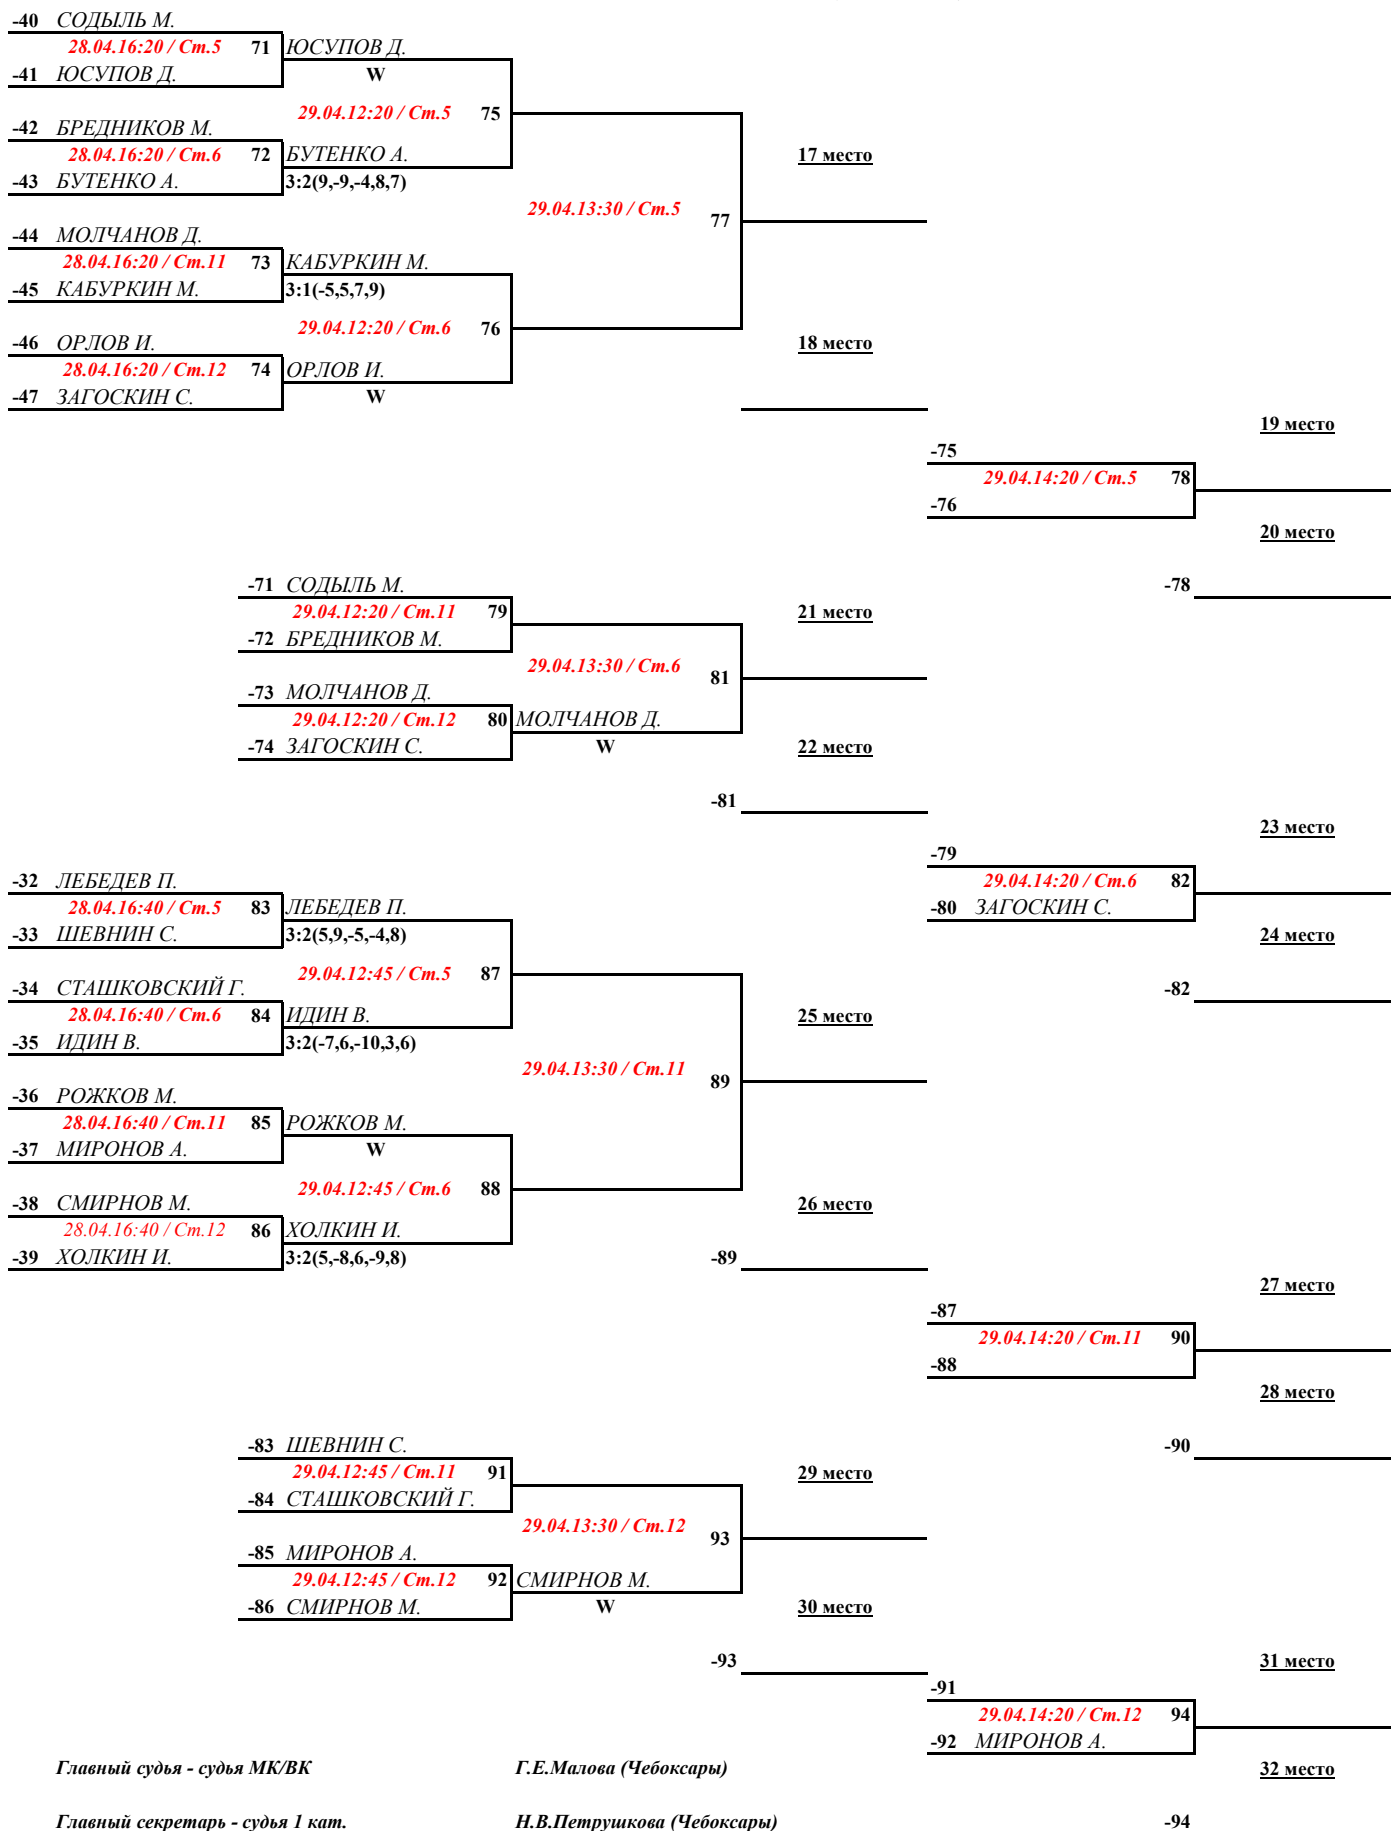 -40 СОДЫЛЬ М.
28.04.16:20 / Ст.5 71 ЮСУПОВ Д.
-41 ЮСУПОВ Д. W
29.04.12:20 / Ст.5 75
-42 БРЕДНИКОВ М.
28.04.16:20 / Ст.6 72 БУТЕНКО А. 17 место
-43 БУТЕНКО А. 3:2(9,-9,-4,8,7)
29.04.13:30 / Ст.5 77
-44 МОЛЧАНОВ Д.
28.04.16:20 / Ст.11 73 КАБУРКИН М.
-45 КАБУРКИН М. 3:1(-5,5,7,9)
29.04.12:20 / Ст.6 76
-46 ОРЛОВ И. 18 место
28.04.16:20 / Ст.12 74 ОРЛОВ И.
-47 ЗАГОСКИН С. W
19 место
-75
29.04.14:20 / Ст.5 78
-76
20 место
-71 СОДЫЛЬ М. -78
29.04.12:20 / Ст.11 79 21 место
-72 БРЕДНИКОВ М.
29.04.13:30 / Ст.6 81
-73 МОЛЧАНОВ Д.
29.04.12:20 / Ст.12 80 МОЛЧАНОВ Д.
-74 ЗАГОСКИН С. W 22 место
-81
23 место
-79
-32 ЛЕБЕДЕВ П. 29.04.14:20 / Ст.6 82
28.04.16:40 / Ст.5 83 ЛЕБЕДЕВ П. -80 ЗАГОСКИН С.
-33 ШЕВНИН С. 3:2(5,9,-5,-4,8) 24 место
29.04.12:45 / Ст.5 87
-34 СТАШКОВСКИЙ Г. -82
28.04.16:40 / Ст.6 84 ИДИН В. 25 место
-35 ИДИН В. 3:2(-7,6,-10,3,6)
29.04.13:30 / Ст.11 89
-36 РОЖКОВ М.
28.04.16:40 / Ст.11 85 РОЖКОВ М.
-37 МИРОНОВ А. W
29.04.12:45 / Ст.6 88
-38 СМИРНОВ М. 26 место
28.04.16:40 / Ст.12 86 ХОЛКИН И.
-39 ХОЛКИН И. 3:2(5,-8,6,-9,8) -89
27 место
-87
29.04.14:20 / Ст.11 90
-88
28 место
-83 ШЕВНИН С. -90
29.04.12:45 / Ст.11 91 29 место
-84 СТАШКОВСКИЙ Г.
29.04.13:30 / Ст.12 93
-85 МИРОНОВ А.
29.04.12:45 / Ст.12 92 СМИРНОВ М.
-86 СМИРНОВ М. W 30 место
-93 31 место
-91
29.04.14:20 / Ст.12 94
-92 МИРОНОВ А.
Главный судья - судья МК/ВК Г.Е.Малова (Чебоксары) 32 место
Главный секретарь - судья 1 кат. Н.В.Петрушкова (Чебоксары) -94